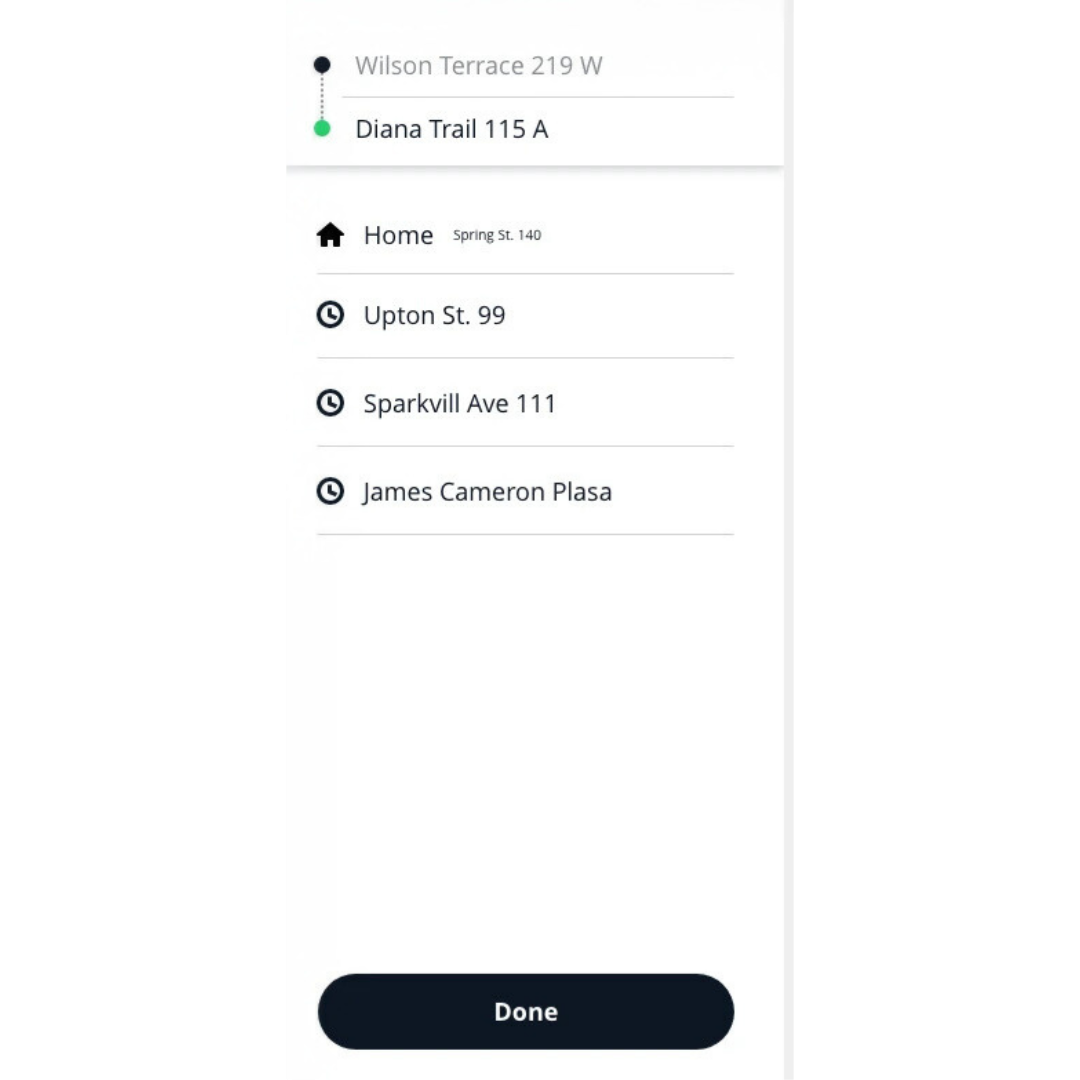 Wilson Terrace 219 W
Diana Trail 115 A
Home Spring St. 140
Upton St. 99
Sparkvill Ave 111
James Cameron Plasa
Done